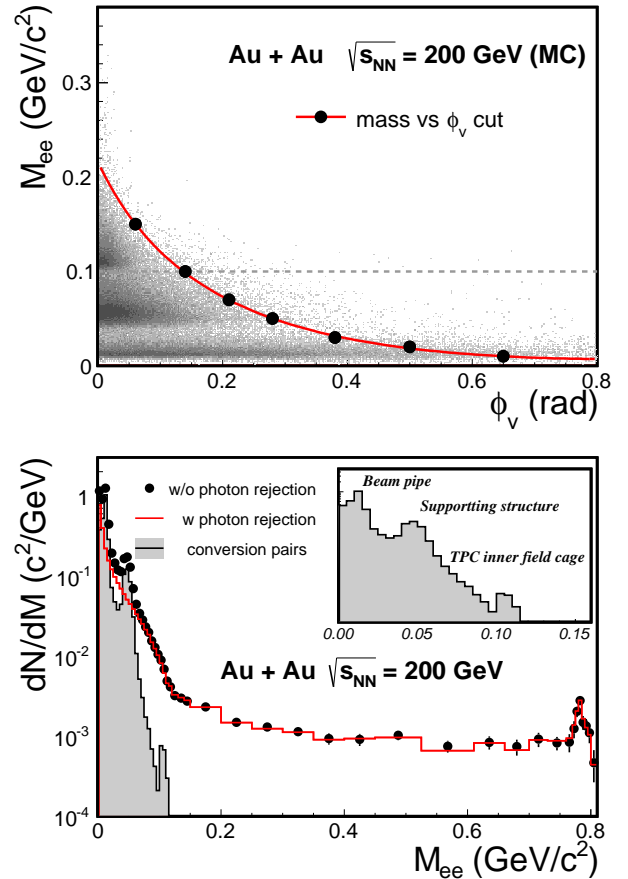 Au + Au √s_NN = 200 GeV (MC)
mass vs ϕ_v cut
M_ee (GeV/c²)
0.3
0.2
0.1
0
0 0.2 0.4 0.6 0.8
ϕ_v (rad)
dN/dM (c²/GeV)
1
10⁻¹
10⁻²
10⁻³
10⁻⁴
w/o photon rejection
w photon rejection
conversion pairs
Beam pipe
Supportting structure
TPC inner field cage
0.00 0.05 0.10 0.15
Au + Au √s_NN = 200 GeV
0 0.2 0.4 0.6 0.8
M_ee (GeV/c²)